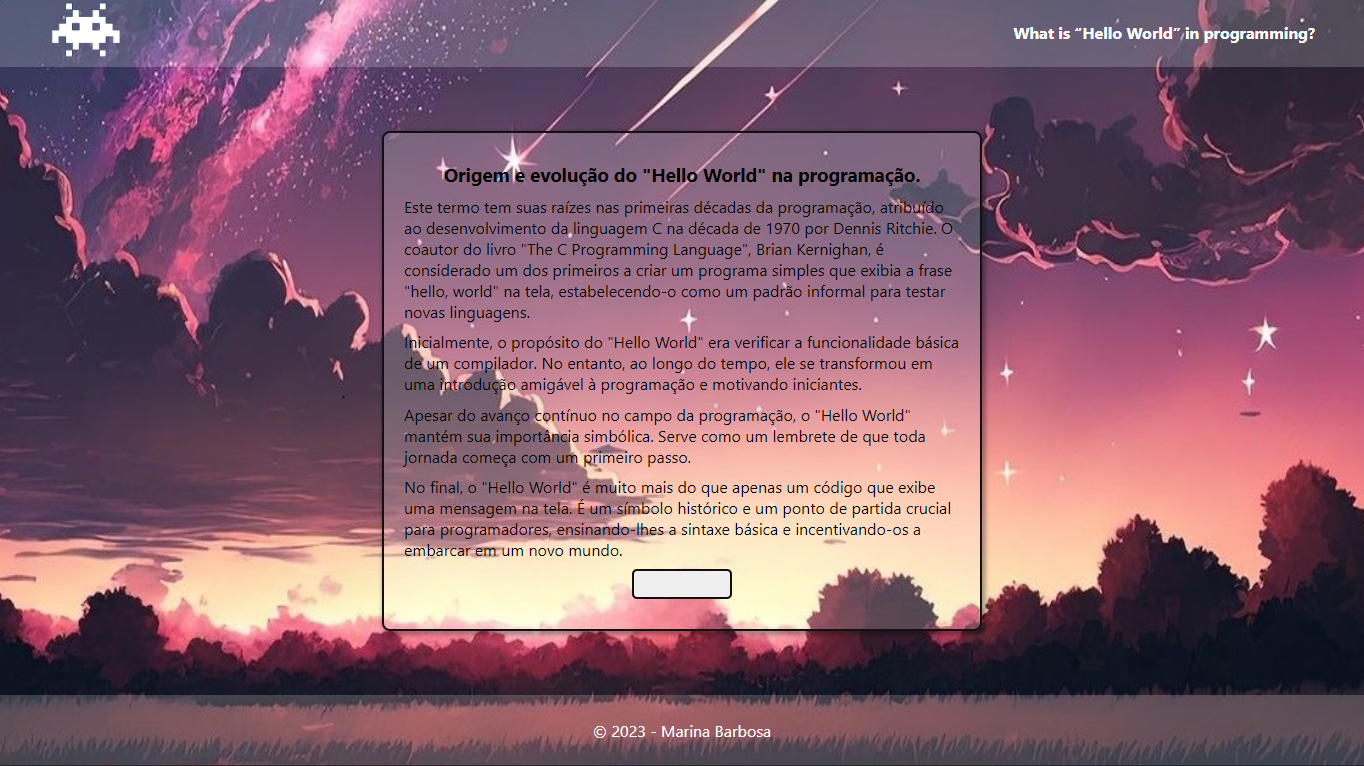 What is “Hello World” in programming?
Origem e evolução do "Hello World" na programação.
Este termo tem suas raízes nas primeiras décadas da programação, atribuído
ao desenvolvimento da linguagem C na década de 1970 por Dennis Ritchie. O
coautor do livro "The C Programming Language", Brian Kernighan, é
considerado um dos primeiros a criar um programa simples que exibia a frase
"hello, world" na tela, estabelecendo-o como um padrão informal para testar
novas linguagens.
Inicialmente, o propósito do "Hello World" era verificar a funcionalidade básica
de um compilador. No entanto, ao longo do tempo, ele se transformou em
uma introdução amigável à programação e motivando iniciantes.
Apesar do avanço contínuo no campo da programação, o "Hello World"
mantém sua importância simbólica. Serve como um lembrete de que toda
jornada começa com um primeiro passo.
No final, o "Hello World" é muito mais do que apenas um código que exibe
uma mensagem na tela. É um símbolo histórico e um ponto de partida crucial
para programadores, ensinando-lhes a sintaxe básica e incentivando-os a
embarcar em um novo mundo.
© 2023 - Marina Barbosa